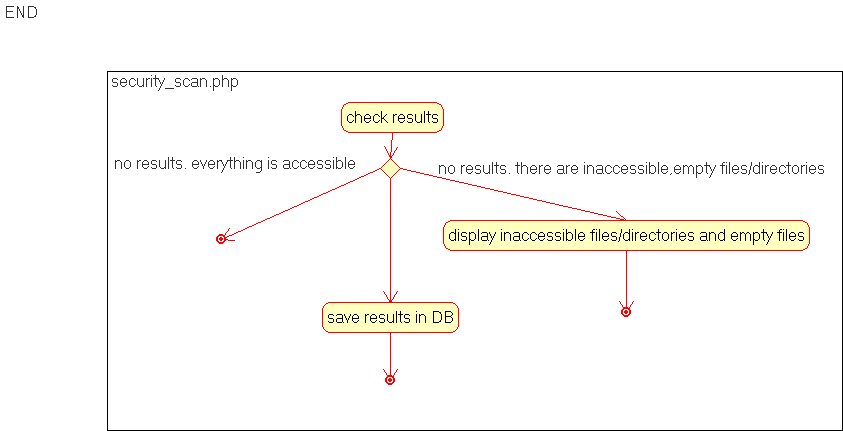 END
security_scan.php
check results
no results. everything is accessible
no results. there are inaccessible,empty files/directories
display inaccessible files/directories and empty files
save results in DB